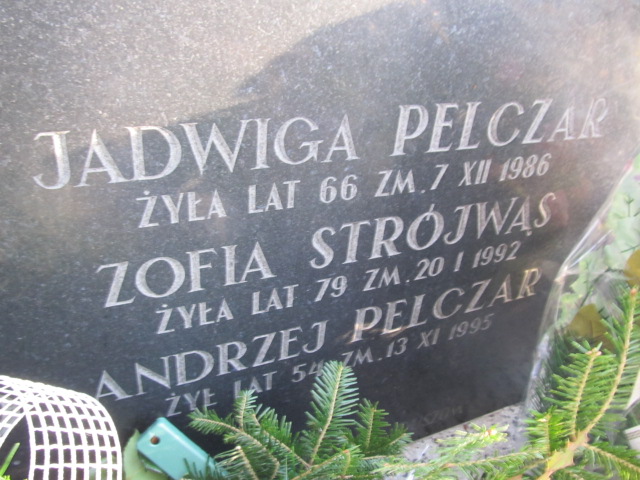 JADWIGA PELCZAR
ŻYŁA LAT 66 ZM. 7 XII 1986
ZOFIA STRÓJWĄS
ŻYŁA LAT 79 ZM. 20 I 1992
ANDRZEJ PELCZAR
ŻYŁ LAT 54 ZM. 13 XI 1995